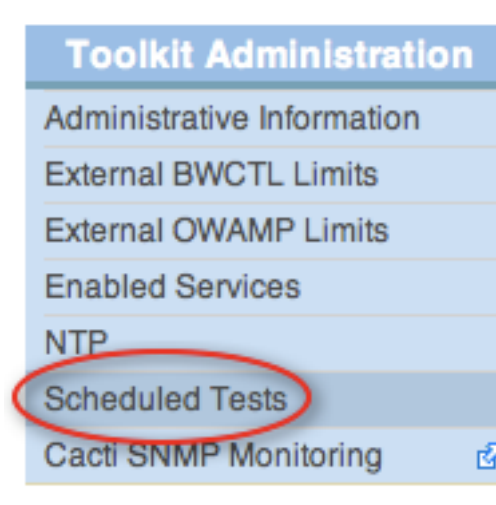 Toolkit Administration
Administrative Information
External BWCTL Limits
External OWAMP Limits
Enabled Services
NTP
Scheduled Tests
Cacti SNMP Monitoring